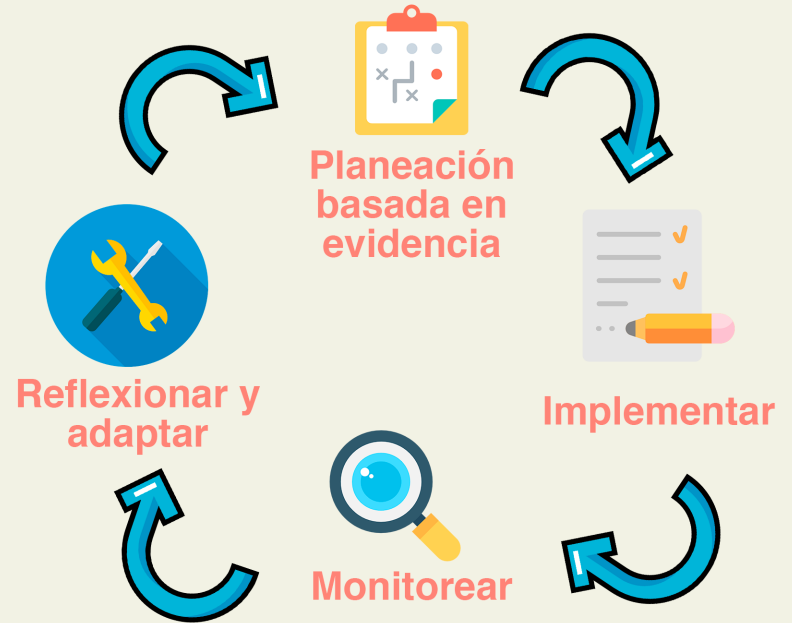 Planeación
basada en
evidencia
Implementar
Monitorear
Reflexionar y
adaptar